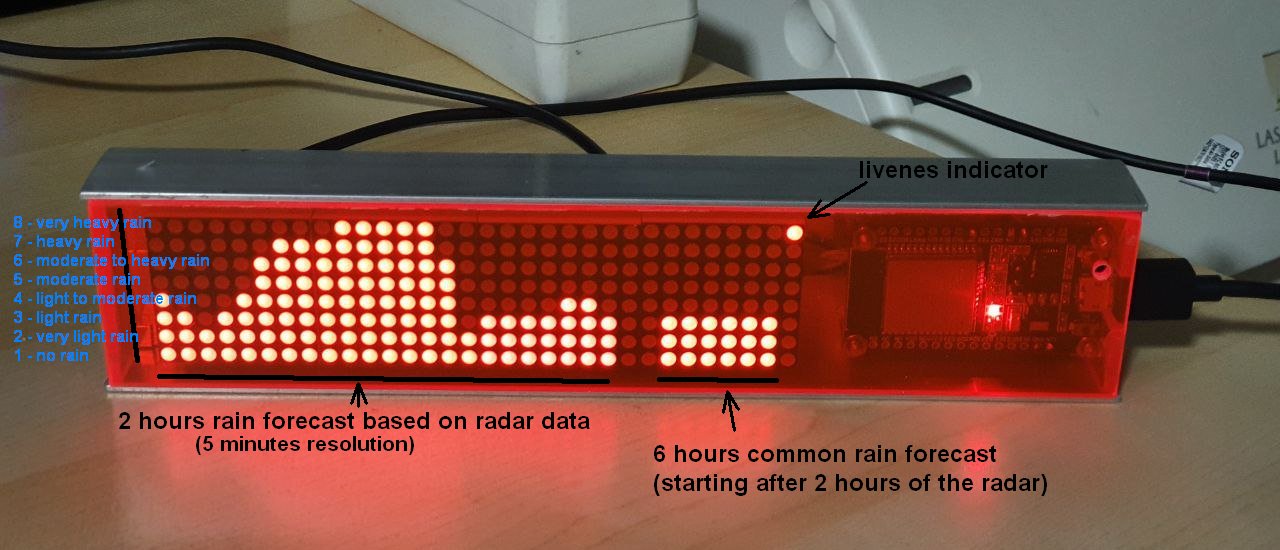 livenes indicator
8 - very heavy rain
7 - heavy rain
6 - moderate to heavy rain
5 - moderate rain
4 - light to moderate rain
3 - light rain
2 - very light rain
1 - no rain
2 hours rain forecast based on radar data
(5 minutes resolution)
6 hours common rain forecast
(starting after 2 hours of the radar)
LAS
SON